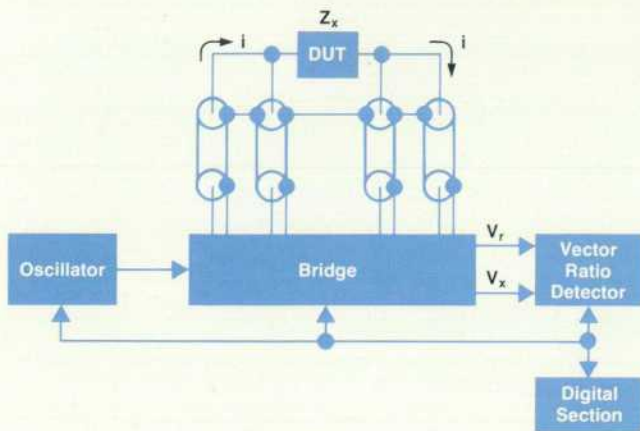 Zx
i
DUT
i
Oscillator
Bridge
Vr
Vx
Vector
Ratio
Detector
Digital
Section